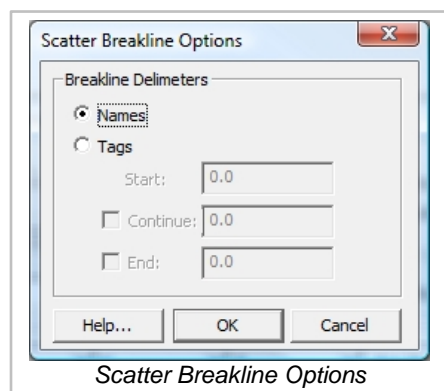 Scatter Breakline Options
Breakline Delimeters
Names
Tags
Start: 0.0
Continue: 0.0
End: 0.0
Help... OK Cancel
Scatter Breakline Options